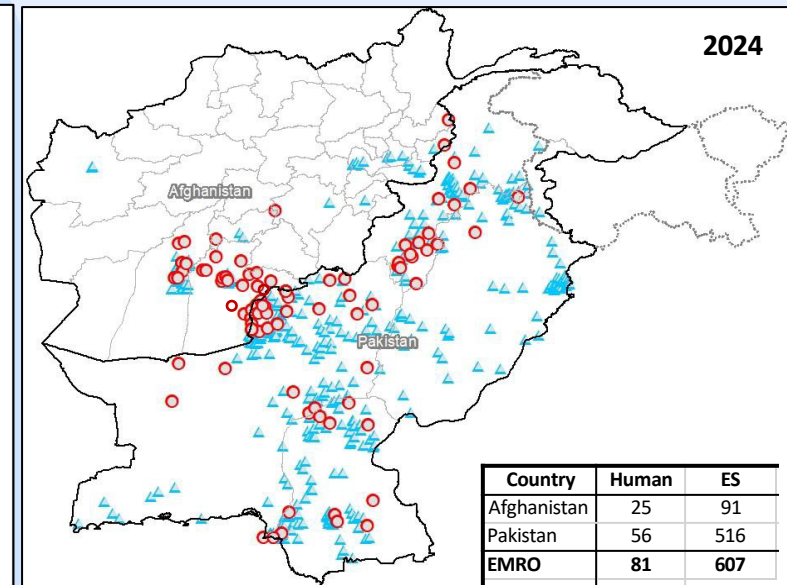 2024
Afghanistan
Pakistan
Country Human ES
Afghanistan 25 91
Pakistan 56 516
EMRO 81 607